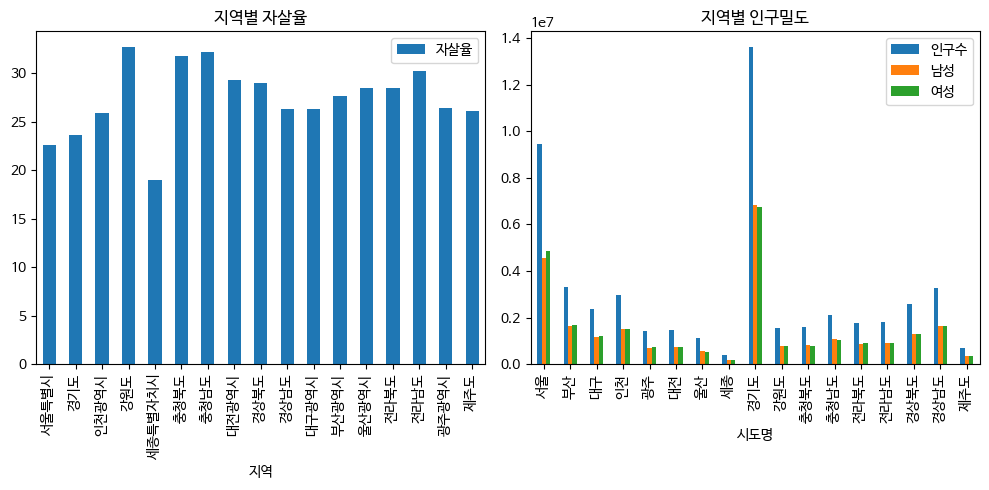 지역별 자살율
자살율
30
25
20
15
10
5
0
서울특별시
경기도
인천광역시
강원도
세종특별자치시
충청북도
충청남도
대전광역시
경상북도
경상남도
대구광역시
부산광역시
울산광역시
전라북도
전라남도
광주광역시
제주도
지역
지역별 인구밀도
1e7
인구수
남성
여성
1.4
1.2
1.0
0.8
0.6
0.4
0.2
0.0
서울
부산
대구
인천
광주
대전
울산
세종
경기도
강원도
충청북도
충청남도
전라북도
전라남도
경상북도
경상남도
제주도
시도명